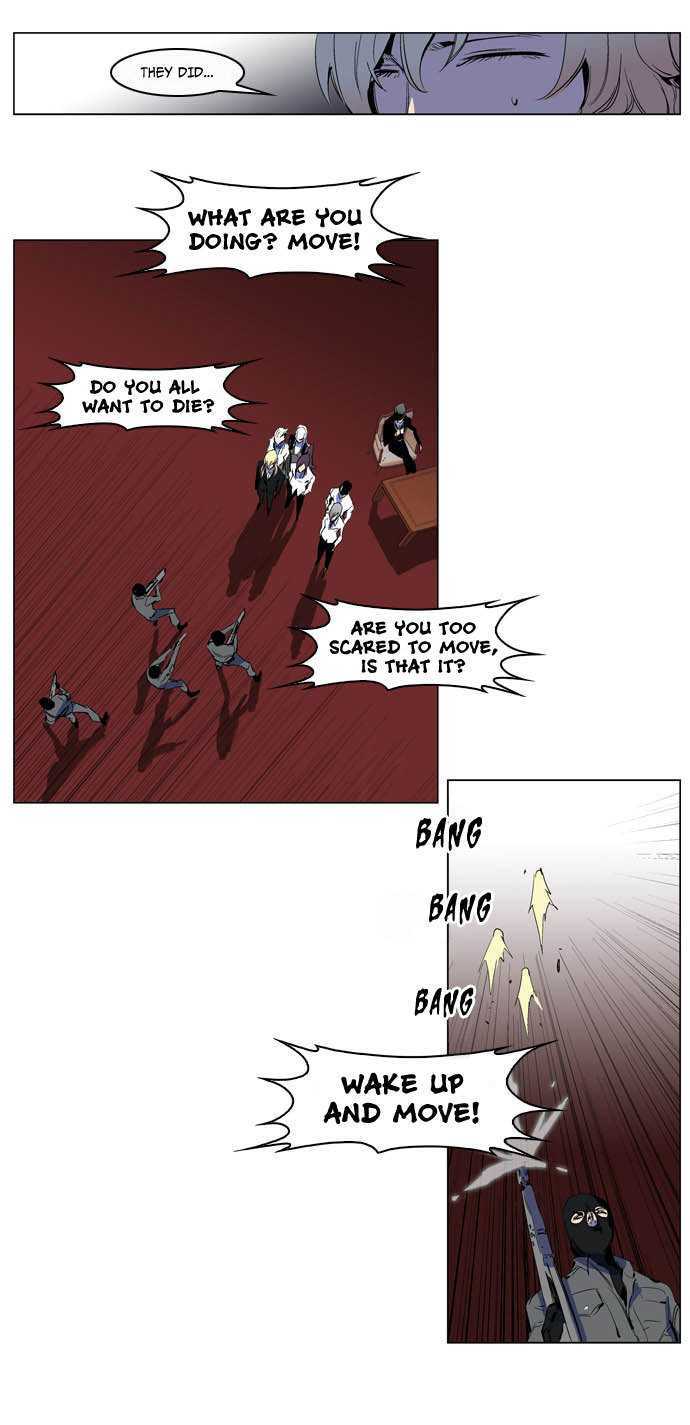 THEY DID...
WHAT ARE YOU
DOING? MOVE!
DO YOU ALL
WANT TO DIE?
ARE YOU TOO
SCARED TO MOVE,
IS THAT IT?
BANG
BANG
BANG
WAKE UP
AND MOVE!